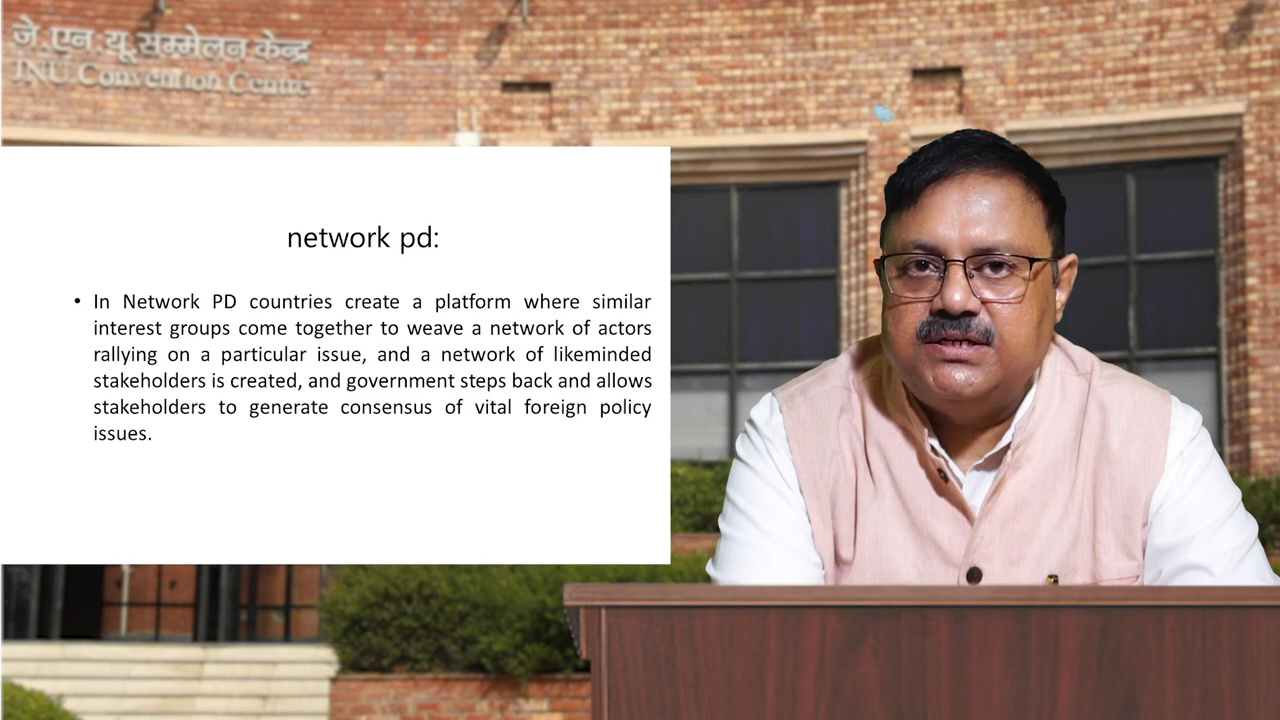 जे.एन.यू.सम्मेलन केन्द्र
JNU Convention Centre
network pd:
• In Network PD countries create a platform where similar
interest groups come together to weave a network of actors
rallying on a particular issue, and a network of likeminded
stakeholders is created, and government steps back and allows
stakeholders to generate consensus of vital foreign policy
issues.